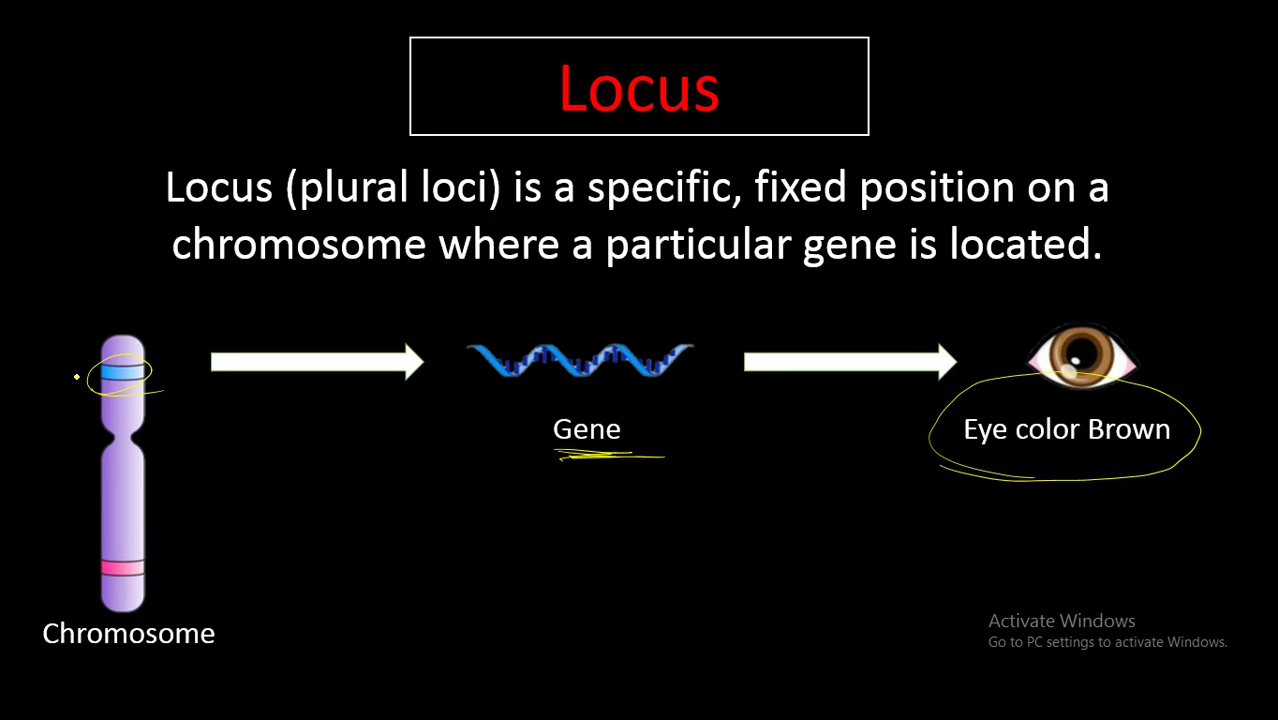 Locus
Locus (plural loci) is a specific, fixed position on a
chromosome where a particular gene is located.
Gene
Eye color Brown
Chromosome
Activate Windows
Go to PC settings to activate Windows.